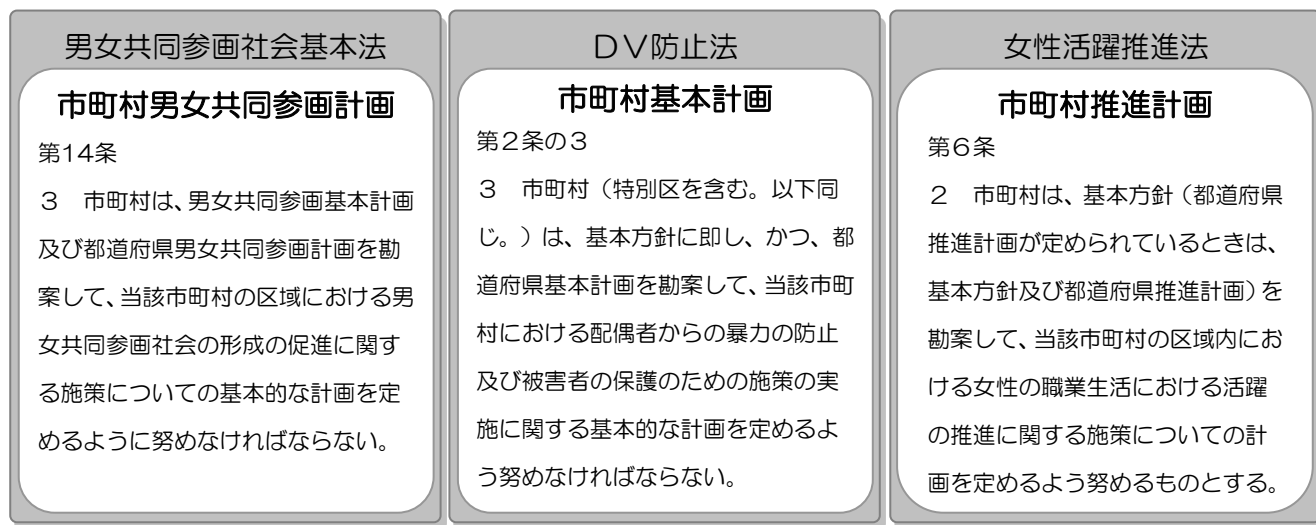 男女共同参画社会基本法
市町村男女共同参画計画
第14条
３　市町村は、男女共同参画基本計画
及び都道府県男女共同参画計画を勘
案して、当該市町村の区域における男
女共同参画社会の形成の促進に関す
る施策についての基本的な計画を定
めるように努めなければならない。
ＤＶ防止法
市町村基本計画
第２条の３
３　市町村（特別区を含む。以下同
じ。）は、基本方針に即し、かつ、都
道府県基本計画を勘案して、当該市町
村における配偶者からの暴力の防止
及び被害者の保護のための施策の実
施に関する基本的な計画を定めるよ
う努めなければならない。
女性活躍推進法
市町村推進計画
第６条
２　市町村は、基本方針（都道府県
推進計画が定められているときは、
基本方針及び都道府県推進計画）を
勘案して、当該市町村の区域内にお
ける女性の職業生活における活躍
の推進に関する施策についての計
画を定めるよう努めるものとする。